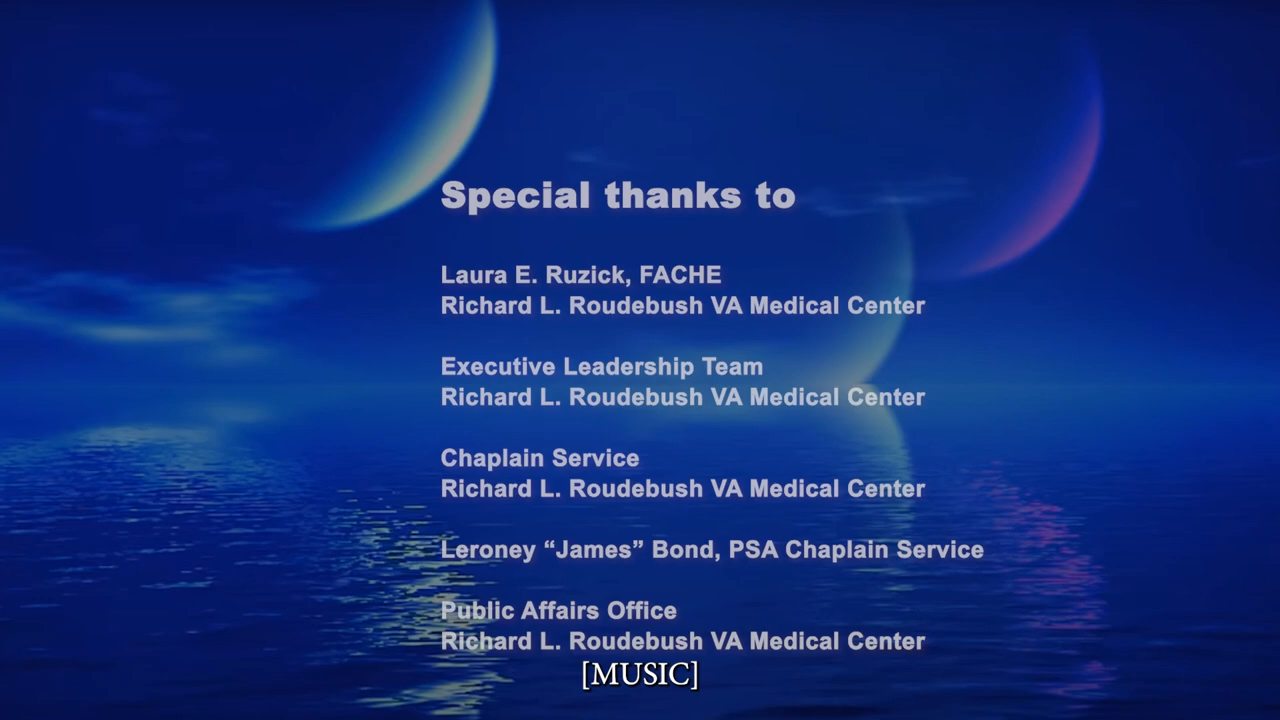 Special thanks to
Laura E. Ruzick, FACHE
Richard L. Roudebush VA Medical Center
Executive Leadership Team
Richard L. Roudebush VA Medical Center
Chaplain Service
Richard L. Roudebush VA Medical Center
Leroney “James” Bond, PSA Chaplain Service
Public Affairs Office
Richard L. Roudebush VA Medical Center
[MUSIC]